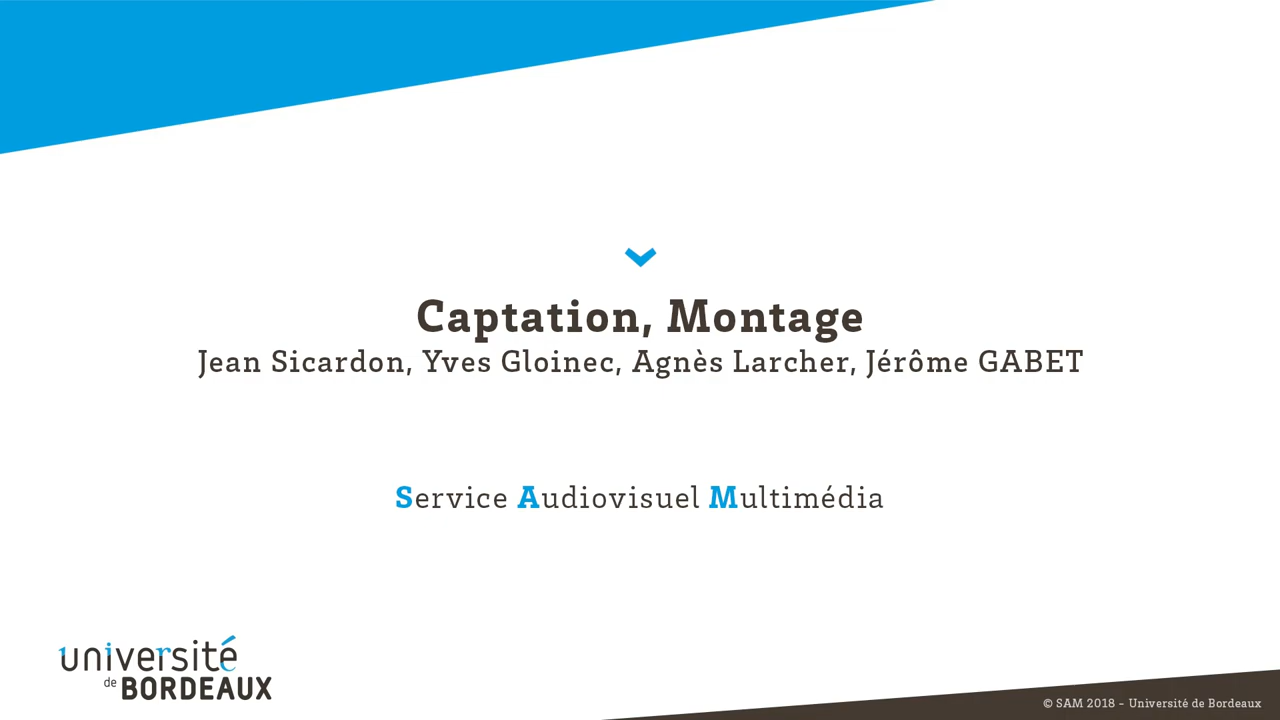 Captation, Montage
Jean Sicardon, Yves Gloinec, Agnès Larcher, Jérôme GABET
Service Audiovisuel Multimédia
université
de BORDEAUX
© SAM 2018 - Université de Bordeaux